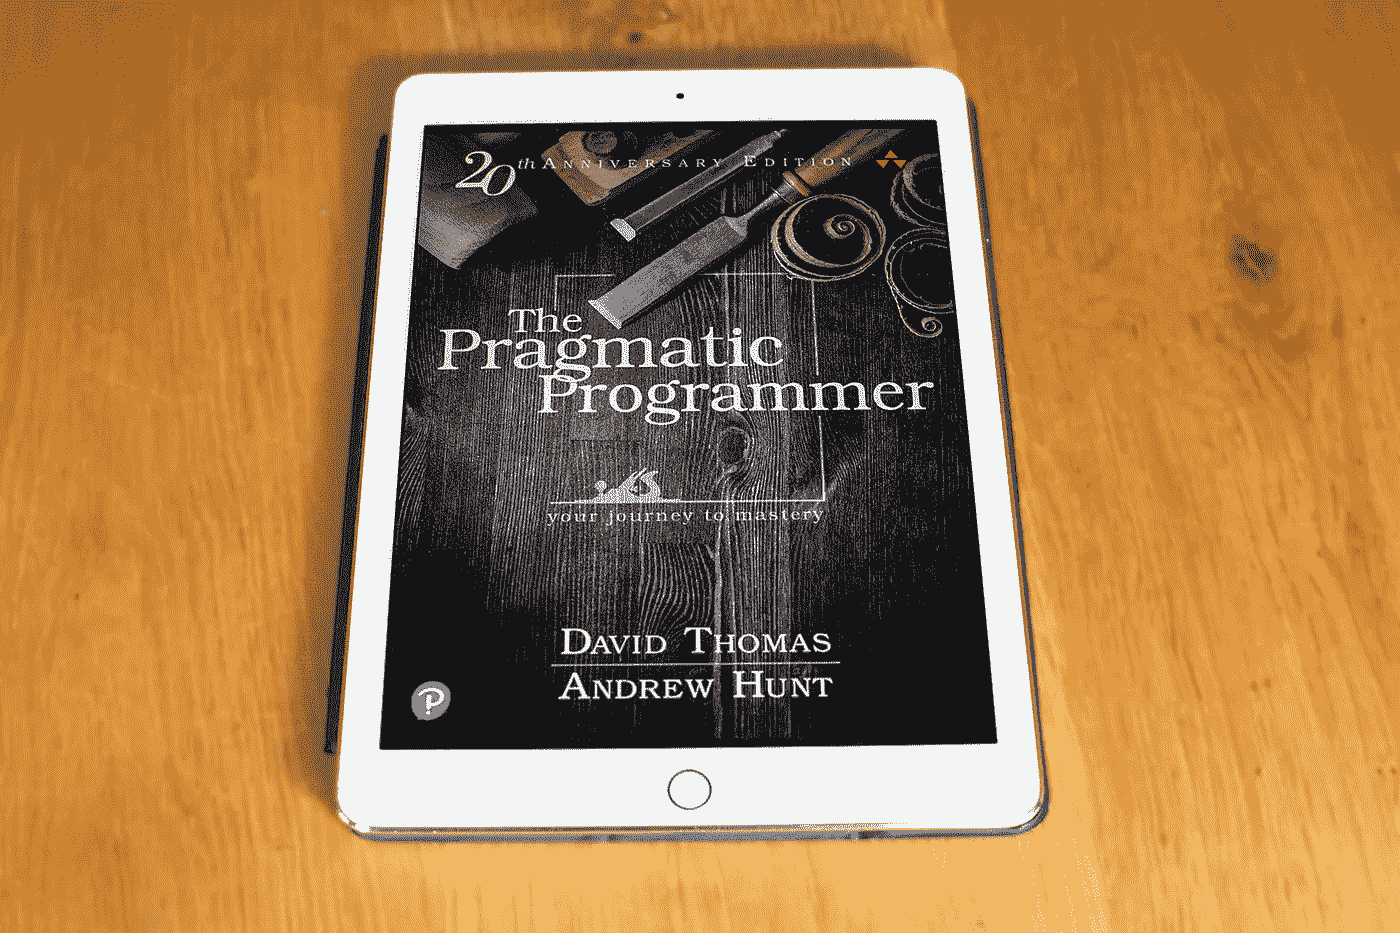 20th ANNIVERSARY EDITION
The
Pragmatic
Programmer
your journey to mastery
DAVID THOMAS
ANDREW HUNT